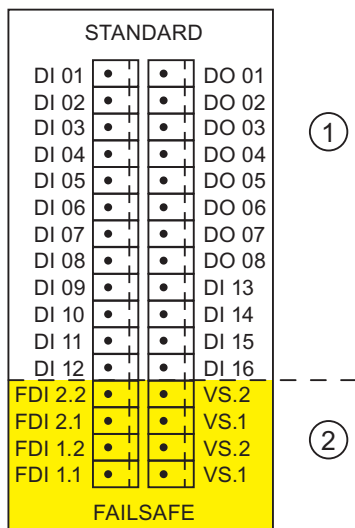 STANDARD
DI 01 DO 01
DI 02 DO 02
DI 03 DO 03
DI 04 DO 04
DI 05 DO 05
DI 06 DO 06
DI 07 DO 07
DI 08 DO 08
DI 09 DI 13
DI 10 DI 14
DI 11 DI 15
DI 12 DI 16
FDI 2.2 VS.2
FDI 2.1 VS.1
FDI 1.2 VS.2
FDI 1.1 VS.1
FAILSAFE
1
2